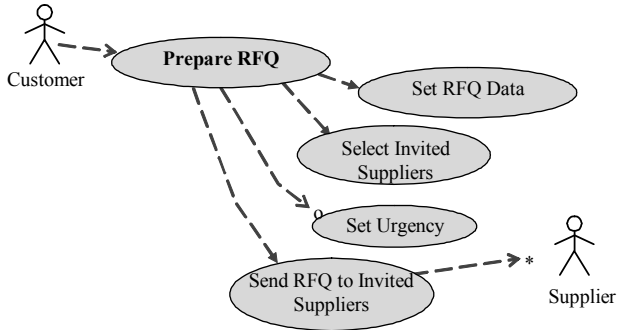 Prepare RFQ
Customer
Set RFQ Data
Select Invited
Suppliers
o
Set Urgency
*
Send RFQ to Invited
Suppliers
Supplier